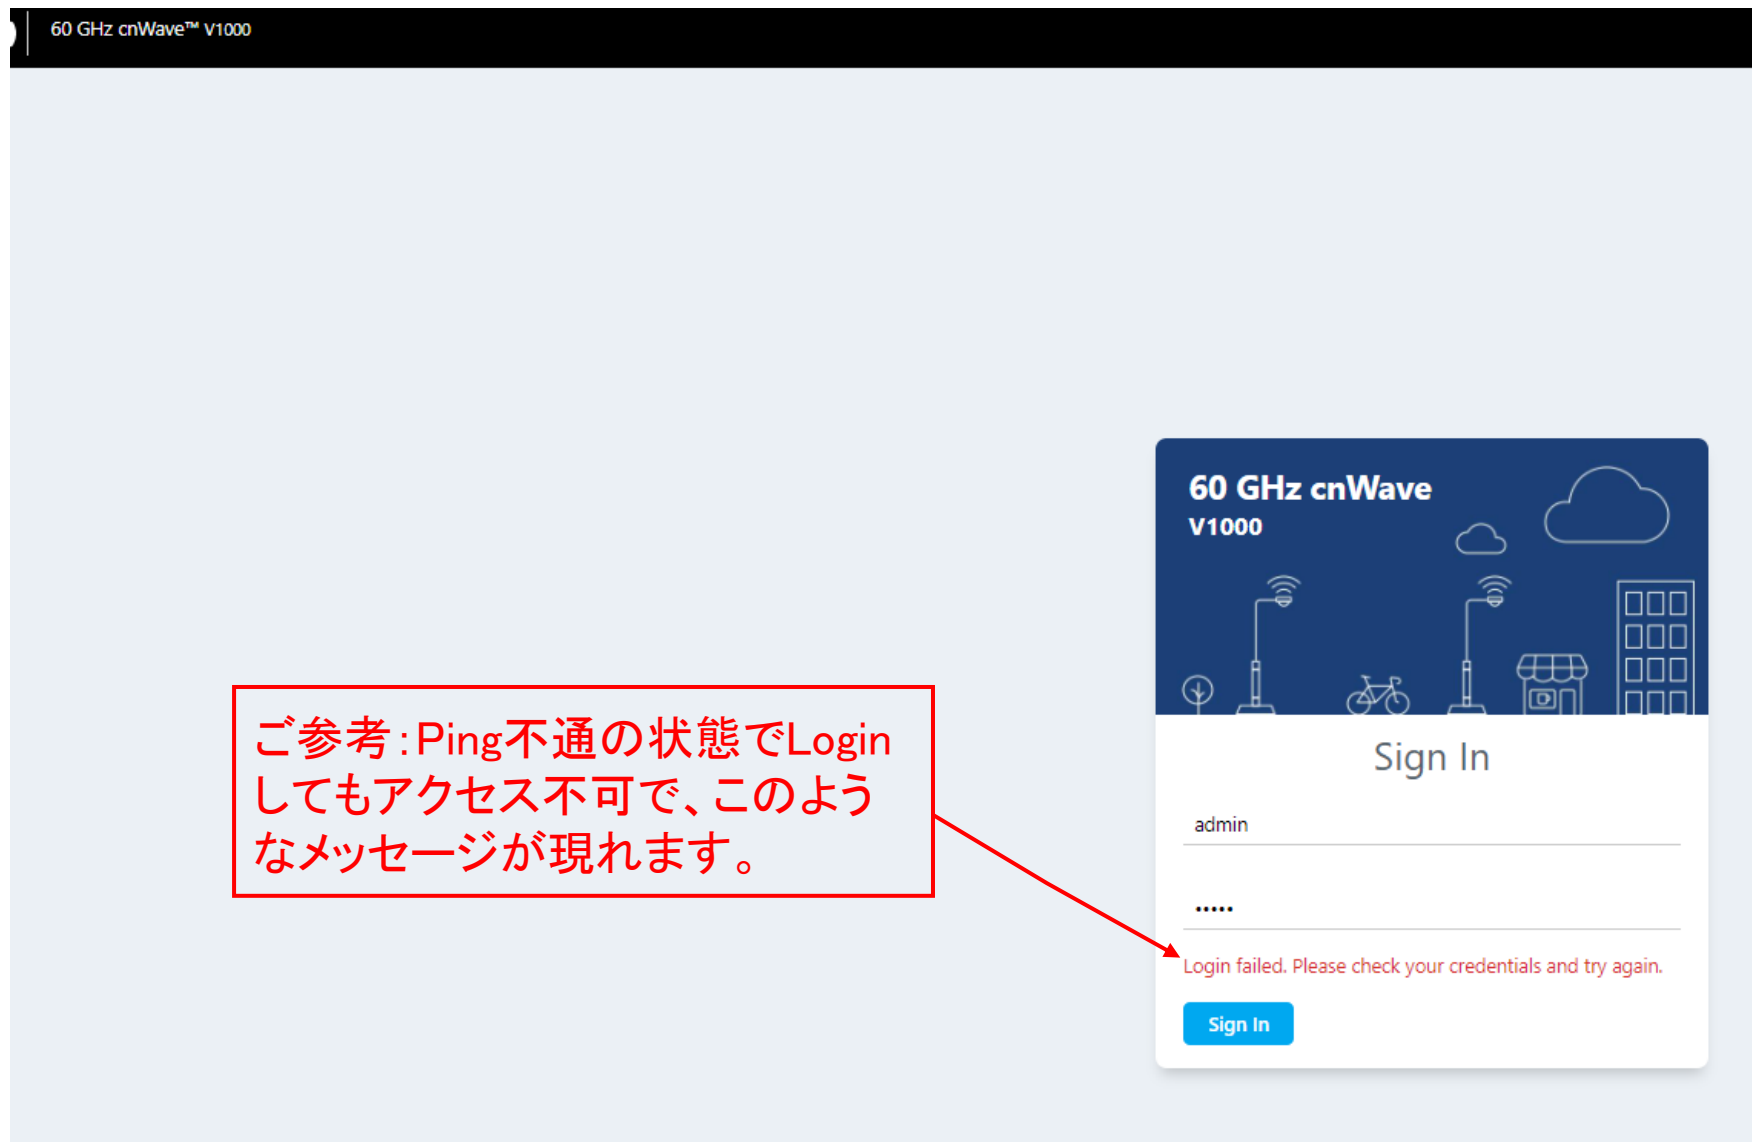 60 GHz cnWave™ V1000
60 GHz cnWave
V1000
ご参考：Ping不通の状態でLogin
してもアクセス不可で、このよう
なメッセージが現れます。
Sign In
admin
•••••
Login failed. Please check your credentials and try again.
Sign In